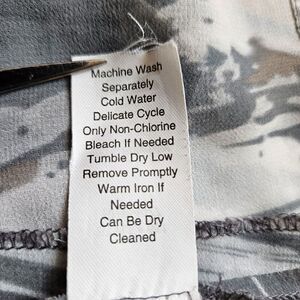 Machine Wash
Separately
Cold Water
Delicate Cycle
Only Non-Chlorine
Bleach If Needed
Tumble Dry Low
Remove Promptly
Warm Iron If
Needed
Can Be Dry
Cleaned